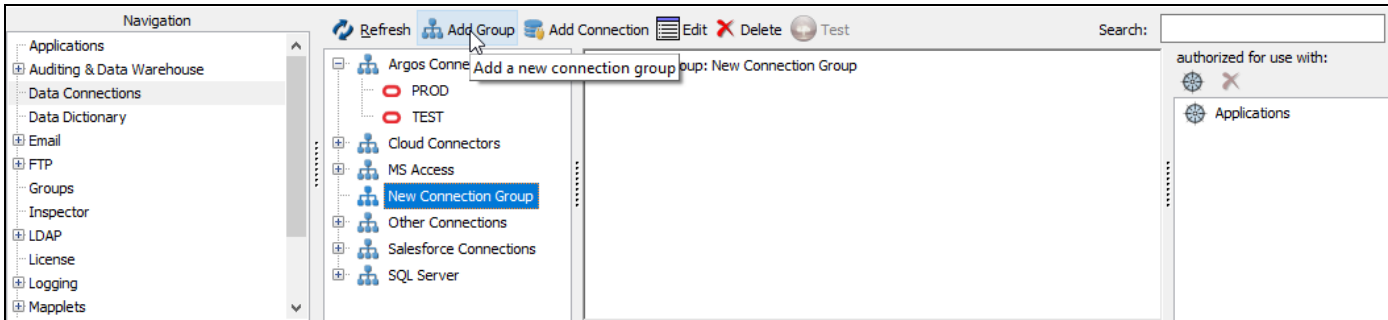 Navigation
Applications
Auditing & Data Warehouse
Data Connections
Data Dictionary
Email
FTP
Groups
Inspector
LDAP
License
Logging
Mapplets
Refresh Add Group Add Connection Edit Delete Test Search:
Argos Conne
Add a new connection group
oup: New Connection Group
PROD
TEST
Cloud Connectors
MS Access
New Connection Group
Other Connections
Salesforce Connections
SQL Server
authorized for use with:
Applications